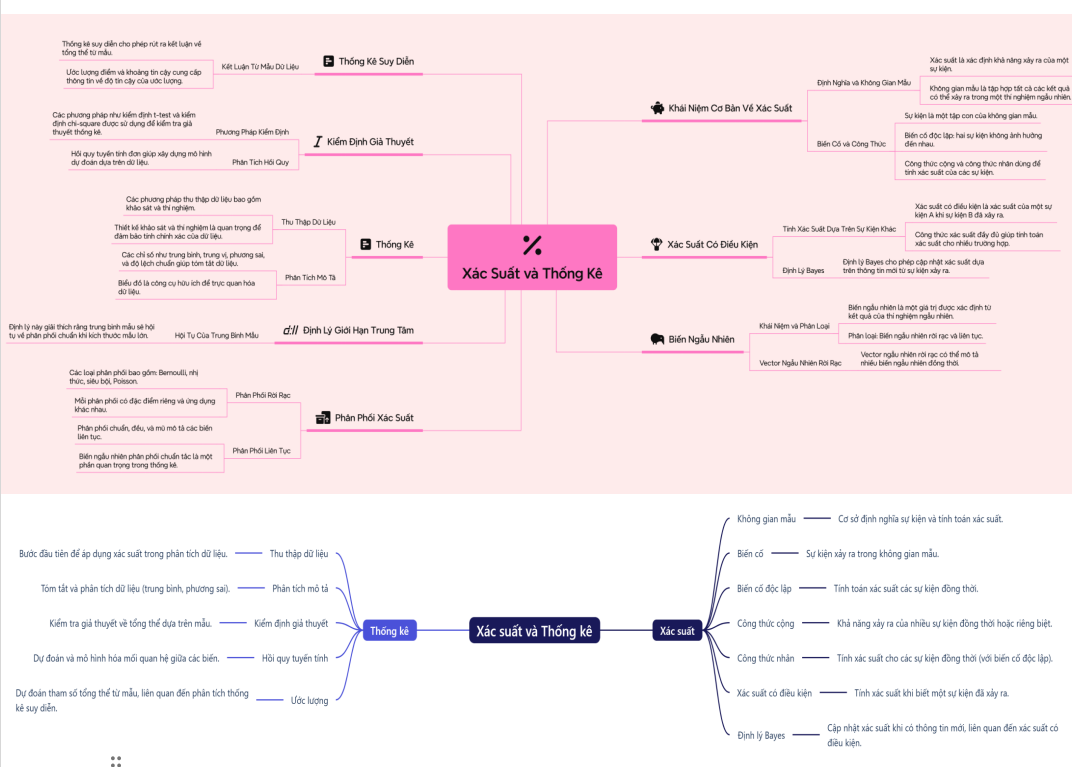 Xác Suất và Thống Kê
Thống Kê Suy Diễn
Kết Luận Từ Mẫu Dữ Liệu
Thống kê suy diễn cho phép rút ra kết luận về
tổng thể từ mẫu.
Ước lượng điểm và khoảng tin cậy cung cấp
thông tin về độ tin cậy của ước lượng.
Kiểm Định Giả Thuyết
Phương Pháp Kiểm Định
Các phương pháp như kiểm định t-test và kiểm
định chi-square được sử dụng để kiểm tra giả
thuyết thống kê.
Phân Tích Hồi Quy
Hồi quy tuyến tính đơn giúp xây dựng mô hình
dự đoán dựa trên dữ liệu.
Thống Kê
Thu Thập Dữ Liệu
Các phương pháp thu thập dữ liệu bao gồm
khảo sát và thí nghiệm.
Thiết kế khảo sát và thí nghiệm là quan trọng để
đảm bảo tính chính xác của dữ liệu.
Phân Tích Mô Tả
Các chỉ số như trung bình, trung vị, phương sai,
và độ lệch chuẩn giúp tóm tắt dữ liệu.
Biểu đồ là công cụ hữu ích để trực quan hóa
dữ liệu.
Định Lý Giới Hạn Trung Tâm
Hội Tụ Của Trung Bình Mẫu
Định lý này giải thích rằng trung bình mẫu sẽ hội
tụ về phân phối chuẩn khi kích thước mẫu lớn.
Phân Phối Xác Suất
Phân Phối Rời Rạc
Các loại phân phối bao gồm: Bernoulli, nhị
thức, siêu bội, Poisson.
Mỗi phân phối có đặc điểm riêng và ứng dụng
khác nhau.
Phân Phối Liên Tục
Phân phối chuẩn, đều, và mũ mô tả các biến
liên tục.
Biến ngẫu nhiên phân phối chuẩn tắc là một
phần quan trọng trong thống kê.
Khái Niệm Cơ Bản Về Xác Suất
Định Nghĩa và Không Gian Mẫu
Xác suất là xác định khả năng xảy ra của một
sự kiện.
Không gian mẫu là tập hợp tất cả các kết quả
có thể xảy ra trong một thí nghiệm ngẫu nhiên.
Biến Cố và Công Thức
Sự kiện là một tập con của không gian mẫu.
Biến cố độc lập: hai sự kiện không ảnh hưởng
đến nhau.
Công thức cộng và công thức nhân dùng để
tính xác suất của các sự kiện.
Xác Suất Có Điều Kiện
Tính Xác Suất Dựa Trên Sự Kiện Khác
Xác suất có điều kiện là xác suất của một sự
kiện A khi sự kiện B đã xảy ra.
Công thức xác suất đầy đủ giúp tính toán
xác suất cho nhiều trường hợp.
Định Lý Bayes
Định lý Bayes cho phép cập nhật xác suất dựa
trên thông tin mới từ sự kiện xảy ra.
Biến Ngẫu Nhiên
Khái Niệm và Phân Loại
Biến ngẫu nhiên là một giá trị được xác định từ
kết quả của thí nghiệm ngẫu nhiên.
Phân loại: Biến ngẫu nhiên rời rạc và liên tục.
Vector Ngẫu Nhiên Rời Rạc
Vector ngẫu nhiên rời rạc có thể mô tả
nhiều biến ngẫu nhiên đồng thời.
Xác suất và Thống kê
Thống kê
Thu thập dữ liệu
Bước đầu tiên để áp dụng xác suất trong phân tích dữ liệu.
Phân tích mô tả
Tóm tắt và phân tích dữ liệu (trung bình, phương sai).
Kiểm định giả thuyết
Kiểm tra giả thuyết về tổng thể dựa trên mẫu.
Hồi quy tuyến tính
Dự đoán và mô hình hóa mối quan hệ giữa các biến.
Ước lượng
Dự đoán tham số tổng thể từ mẫu, liên quan đến phân tích thống
kê suy diễn.
Xác suất
Không gian mẫu
Cơ sở định nghĩa sự kiện và tính toán xác suất.
Biến cố
Sự kiện xảy ra trong không gian mẫu.
Biến cố độc lập
Tính toán xác suất các sự kiện đồng thời.
Công thức cộng
Khả năng xảy ra của nhiều sự kiện đồng thời hoặc riêng biệt.
Công thức nhân
Tính xác suất cho các sự kiện đồng thời (với biến cố độc lập).
Xác suất có điều kiện
Tính xác suất khi biết một sự kiện đã xảy ra.
Định lý Bayes
Cập nhật xác suất khi có thông tin mới, liên quan đến xác suất có
điều kiện.